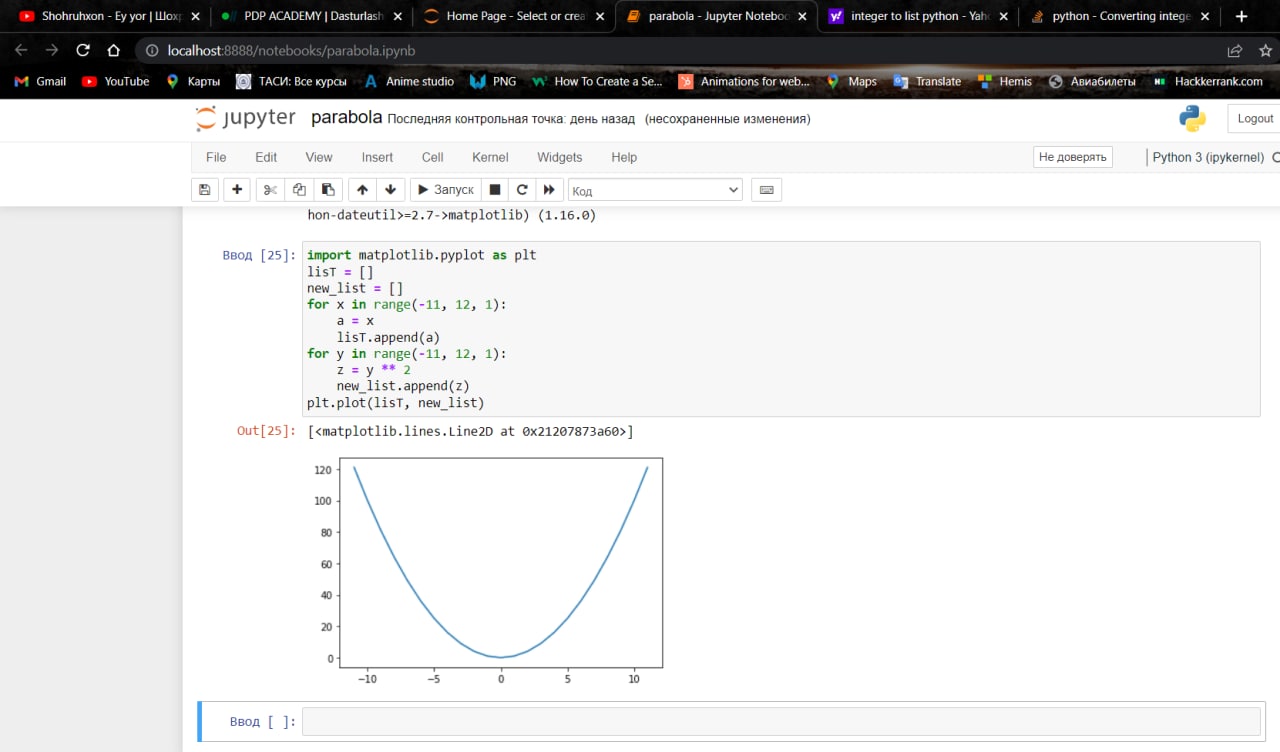 Shohruhxon - Ey yor | Шохр
PDP ACADEMY | Dasturlash
Home Page - Select or crea
parabola - Jupyter Noteboo
integer to list python - Yah
python - Converting intege
localhost:8888/notebooks/parabola.ipynb
Gmail YouTube Карты ТАСИ: Все курсы Anime studio PNG How To Create a Se... Animations for web... Maps Translate Hemis Авиабилеты Hackkerrank.com
jupyter parabola Последняя контрольная точка: день назад (несохраненные изменения)
Logout
File Edit View Insert Cell Kernel Widgets Help
Не доверять
Python 3 (ipykernel)
Запуск
Код
hon-dateutil>=2.7->matplotlib) (1.16.0)
Ввод [25]:
import matplotlib.pyplot as plt
lisT = []
new_list = []
for x in range(-11, 12, 1):
    a = x
    lisT.append(a)
for y in range(-11, 12, 1):
    z = y ** 2
    new_list.append(z)
plt.plot(lisT, new_list)
Out[25]: [<matplotlib.lines.Line2D at 0x21207873a60>]
120
100
80
60
40
20
0
−10 −5 0 5 10
Ввод [ ]: